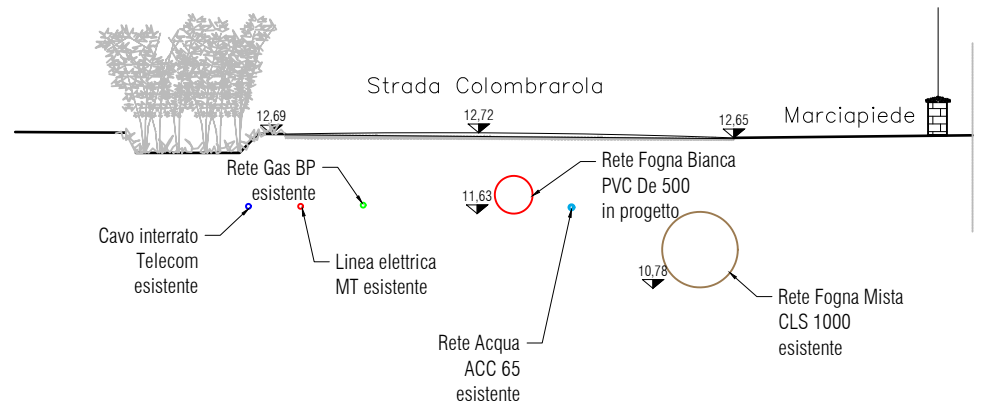 Strada Colombrarola
12,69
12,72
12,65
Marciapiede
Rete Gas BP
esistente
Rete Fogna Bianca
PVC De 500
in progetto
11,63
Cavo interrato
Telecom
esistente
Linea elettrica
MT esistente
10,78
Rete Fogna Mista
CLS 1000
esistente
Rete Acqua
ACC 65
esistente